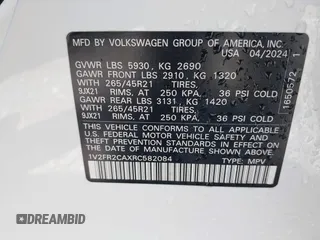 MFD. BY VOLKSWAGEN GROUP OF AMERICA, INC.
USA 04/2024
GVWR LBS 5930, KG 2690
GAWR FRONT LBS 2910, KG 1320
WITH 265/45R21 TIRES,
9JX21 RIMS, AT 250 KPA, 36 PSI COLD
GAWR REAR LBS 3131, KG 1420
WITH 265/45R21 TIRES,
9JX21 RIMS, AT 250 KPA, 36 PSI COLD
THIS VEHICLE CONFORMS TO ALL APPLICABLE
U.S. FEDERAL MOTOR VEHICLE SAFETY AND
THEFT PREVENTION STANDARDS IN EFFECT ON
THE DATE OF MANUFACTURE SHOWN ABOVE.
1V2FR2CAXRC582084 TYPE: MPV
1650572
AUTOBIDMASTER